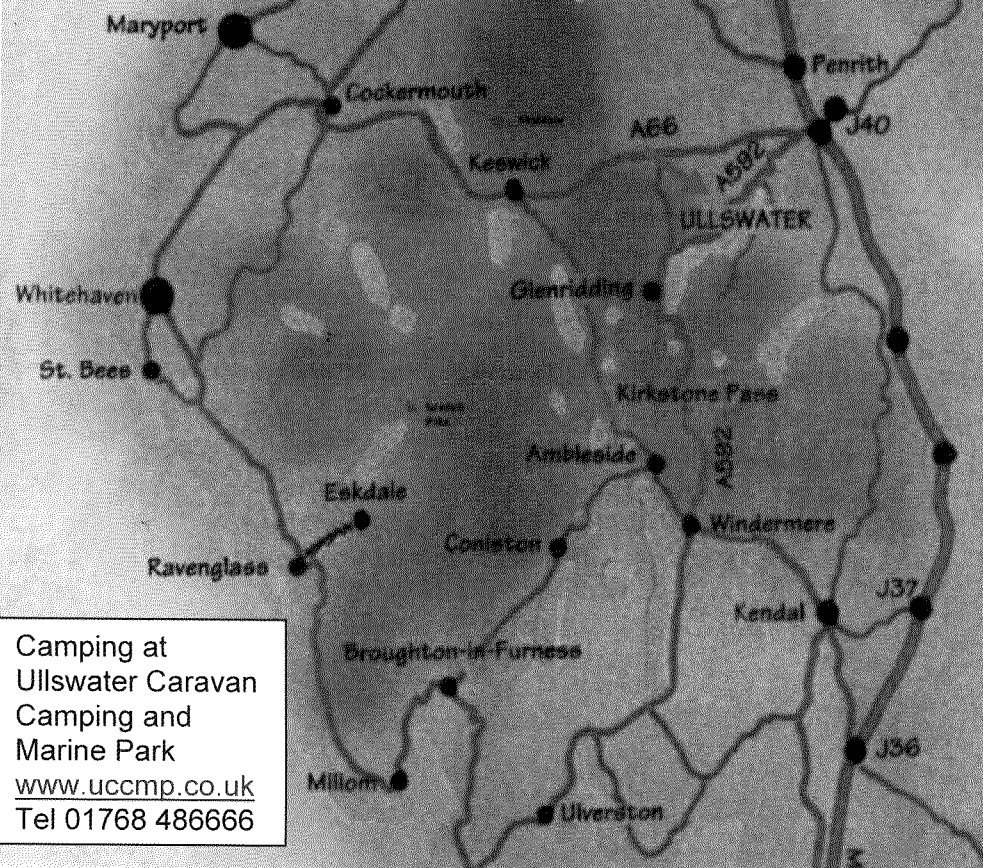 Maryport
Penrith
Cockermouth
J40
A66
Keswick
A592
ULLSWATER
Glenridding
Whitehaven
St. Bees
Kirkstone Pass
Ambleside
A592
Eskdale
Windermere
Coniston
Ravenglass
J37
Kendal
Broughton-in-Furness
J36
Millom
Ulverston
Camping at
Ullswater Caravan
Camping and
Marine Park
www.uccmp.co.uk
Tel 01768 486666